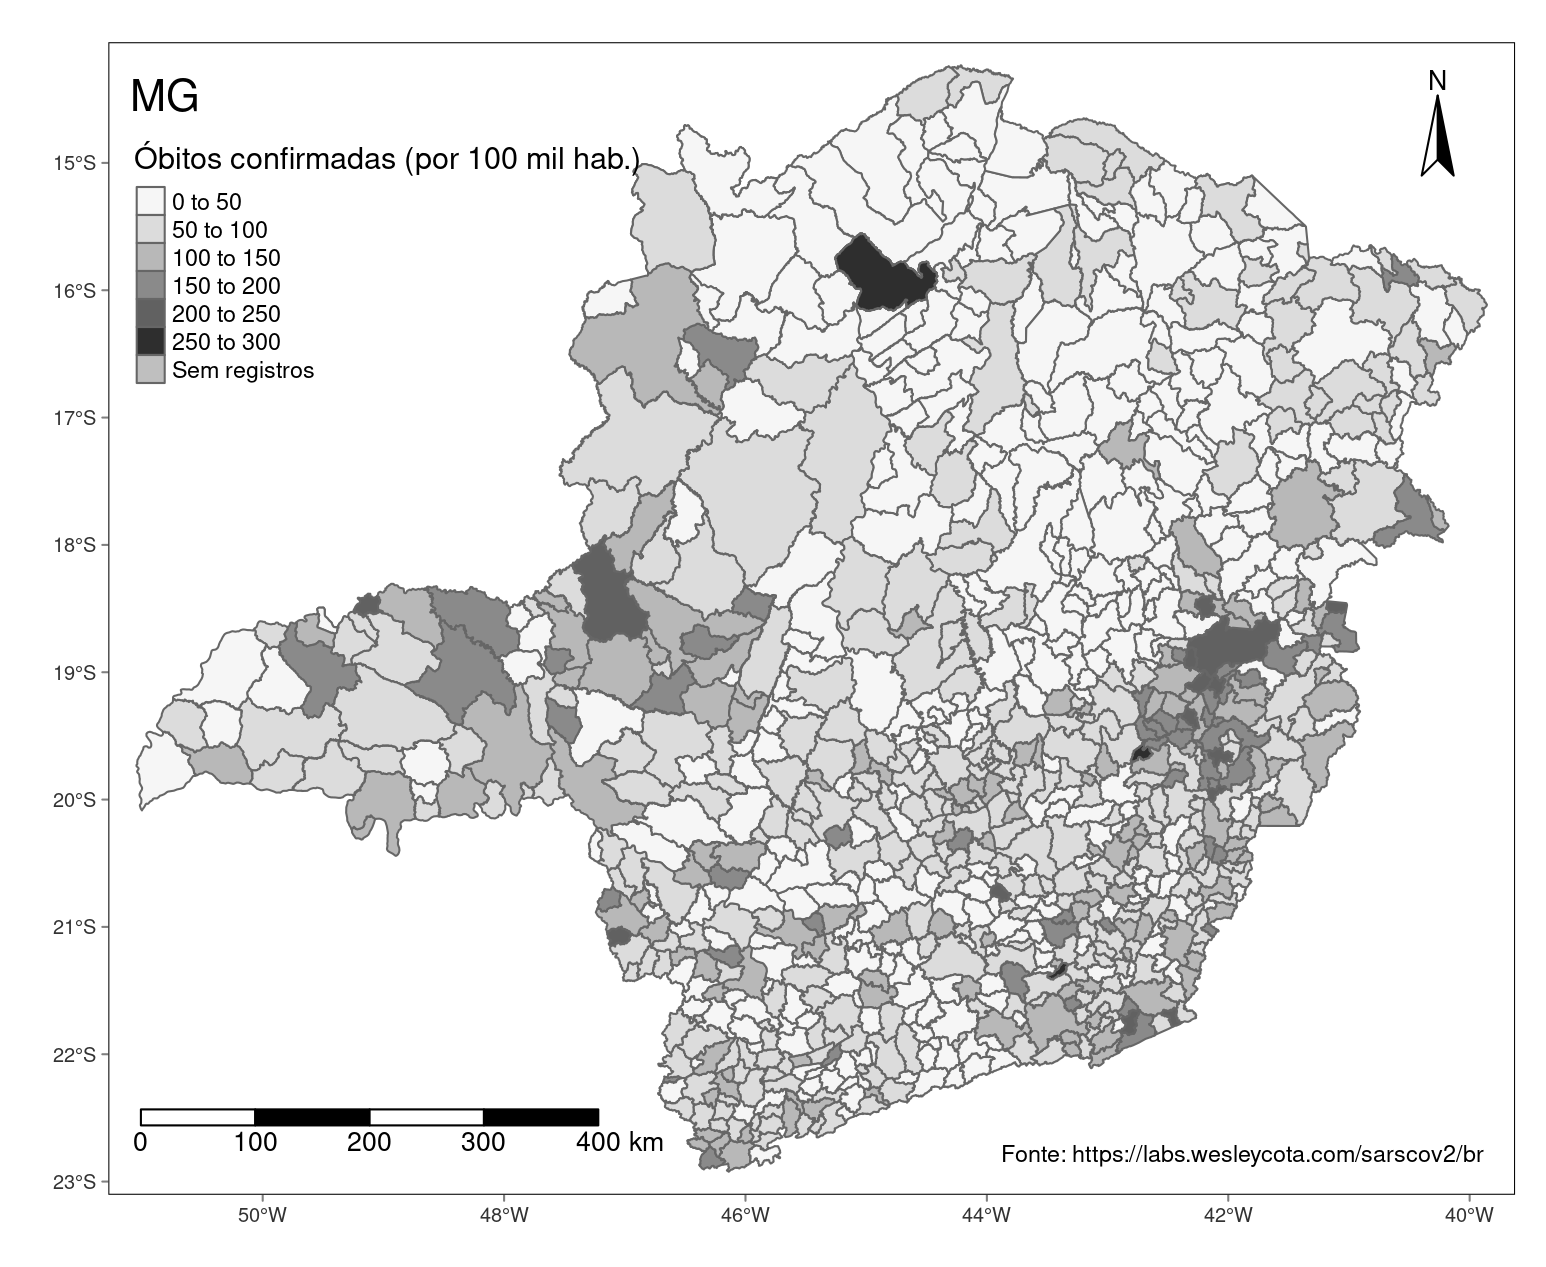 MG
N
Óbitos confirmadas (por 100 mil hab.)
0 to 50
50 to 100
100 to 150
150 to 200
200 to 250
250 to 300
Sem registros
15°S
16°S
17°S
18°S
19°S
20°S
21°S
22°S
23°S
0 100 200 300 400 km
Fonte: https://labs.wesleycota.com/sarscov2/br
50°W 48°W 46°W 44°W 42°W 40°W